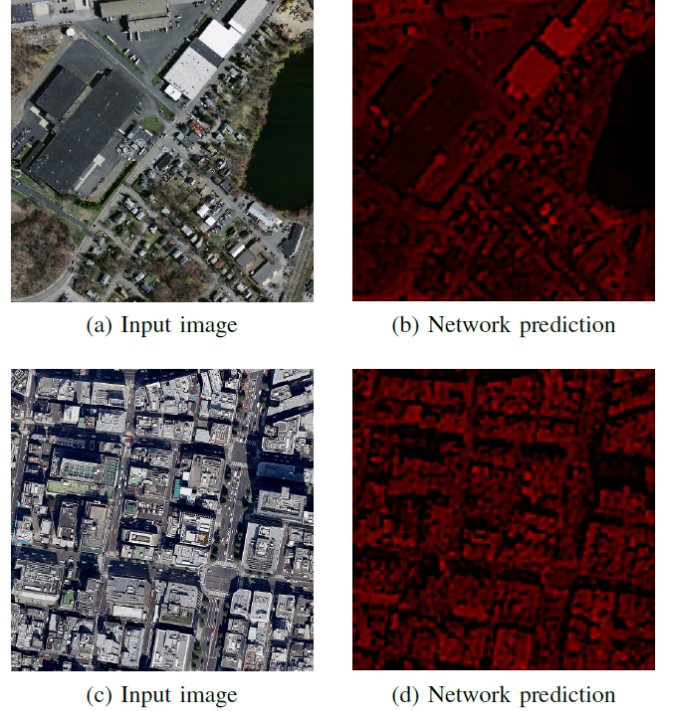 (a) Input image
(b) Network prediction
(c) Input image
(d) Network prediction